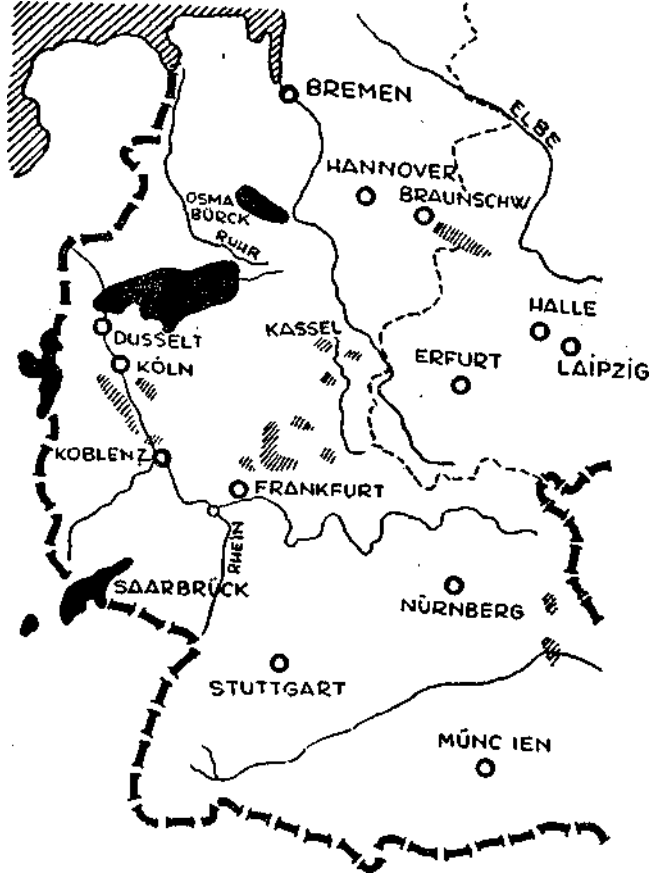 BREMEN
ELBE
HANNOVER
BRAUNSCHW
OSMA
BÜRCK
RUHR
HALLE
LAIPZIG
KASSEL
DUSSELT
KÖLN
ERFURT
KOBLENZ
FRANKFURT
RHEIN
SAARBRÜCK
NÜRNBERG
STUTTGART
MÜNC IEN